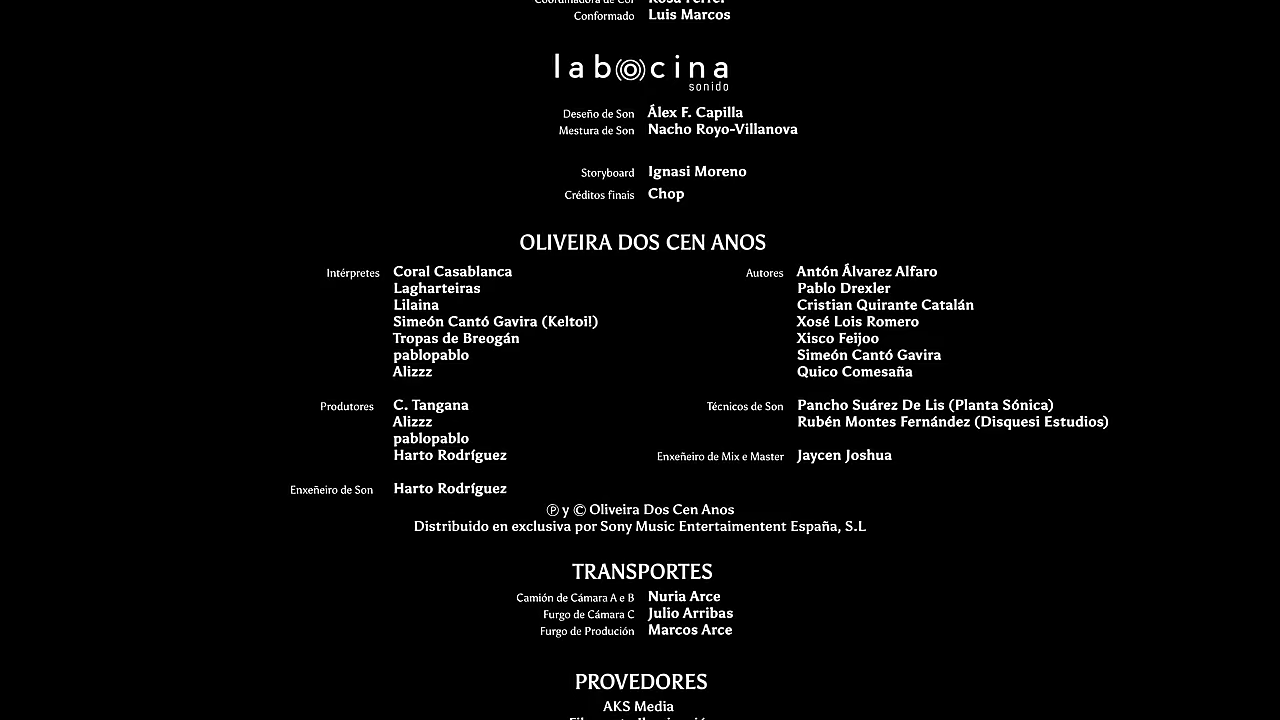 Coordinadora de Cor Rosa Ferrer
Conformado Luis Marcos
labocina
sonido
Deseño de Son Álex F. Capilla
Mestura de Son Nacho Royo-Villanova
Storyboard Ignasi Moreno
Créditos finais Chop
OLIVEIRA DOS CEN ANOS
Intérpretes Coral Casablanca
Lagharteiras
Lilaina
Simeón Cantó Gavira (Keltoi!)
Tropas de Breogán
pablopablo
Alizzz
Autores Antón Álvarez Alfaro
Pablo Drexler
Cristian Quirante Catalán
Xosé Lois Romero
Xisco Feijoo
Simeón Cantó Gavira
Quico Comesaña
Produtores C. Tangana
Alizzz
pablopablo
Harto Rodríguez
Técnicos de Son Pancho Suárez De Lis (Planta Sónica)
Rubén Montes Fernández (Disquesi Estudios)
Enxeñeiro de Mix e Master Jaycen Joshua
Enxeñeiro de Son Harto Rodríguez
℗ y © Oliveira Dos Cen Anos
Distribuido en exclusiva por Sony Music Entertaimentent España, S.L
TRANSPORTES
Camión de Cámara A e B Nuria Arce
Furgo de Cámara C Julio Arribas
Furgo de Produción Marcos Arce
PROVEDORES
AKS Media